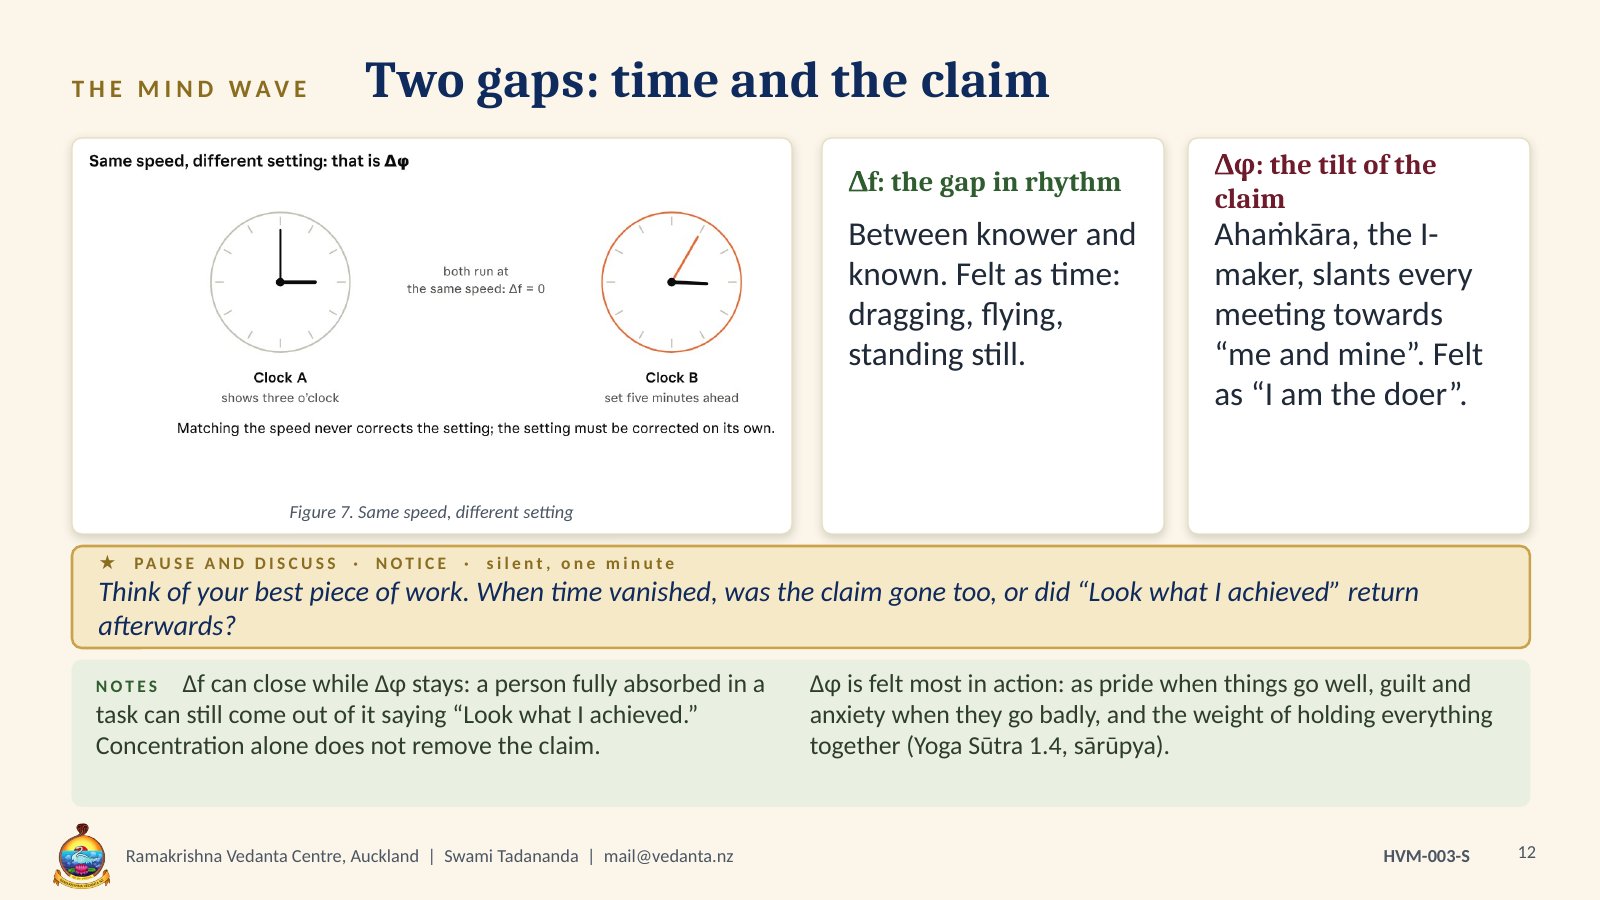 THE MIND WAVE
Two gaps: time and the claim
Same speed, different setting: that is Δφ
both run at
the same speed: Δf = 0
Clock A
shows three o'clock
Clock B
set five minutes ahead
Matching the speed never corrects the setting; the setting must be corrected on its own.
Figure 7. Same speed, different setting
Δf: the gap in rhythm
Between knower and
known. Felt as time:
dragging, flying,
standing still.
Δφ: the tilt of the
claim
Ahaṁkāra, the I-
maker, slants every
meeting towards
“me and mine”. Felt
as “I am the doer”.
★ PAUSE AND DISCUSS · NOTICE · silent, one minute
Think of your best piece of work. When time vanished, was the claim gone too, or did “Look what I achieved” return
afterwards?
NOTES Δf can close while Δφ stays: a person fully absorbed in a
task can still come out of it saying “Look what I achieved.”
Concentration alone does not remove the claim.
Δφ is felt most in action: as pride when things go well, guilt and
anxiety when they go badly, and the weight of holding everything
together (Yoga Sūtra 1.4, sārūpya).
Ramakrishna Vedanta Centre, Auckland | Swami Tadananda | mail@vedanta.nz
HVM-003-S
12